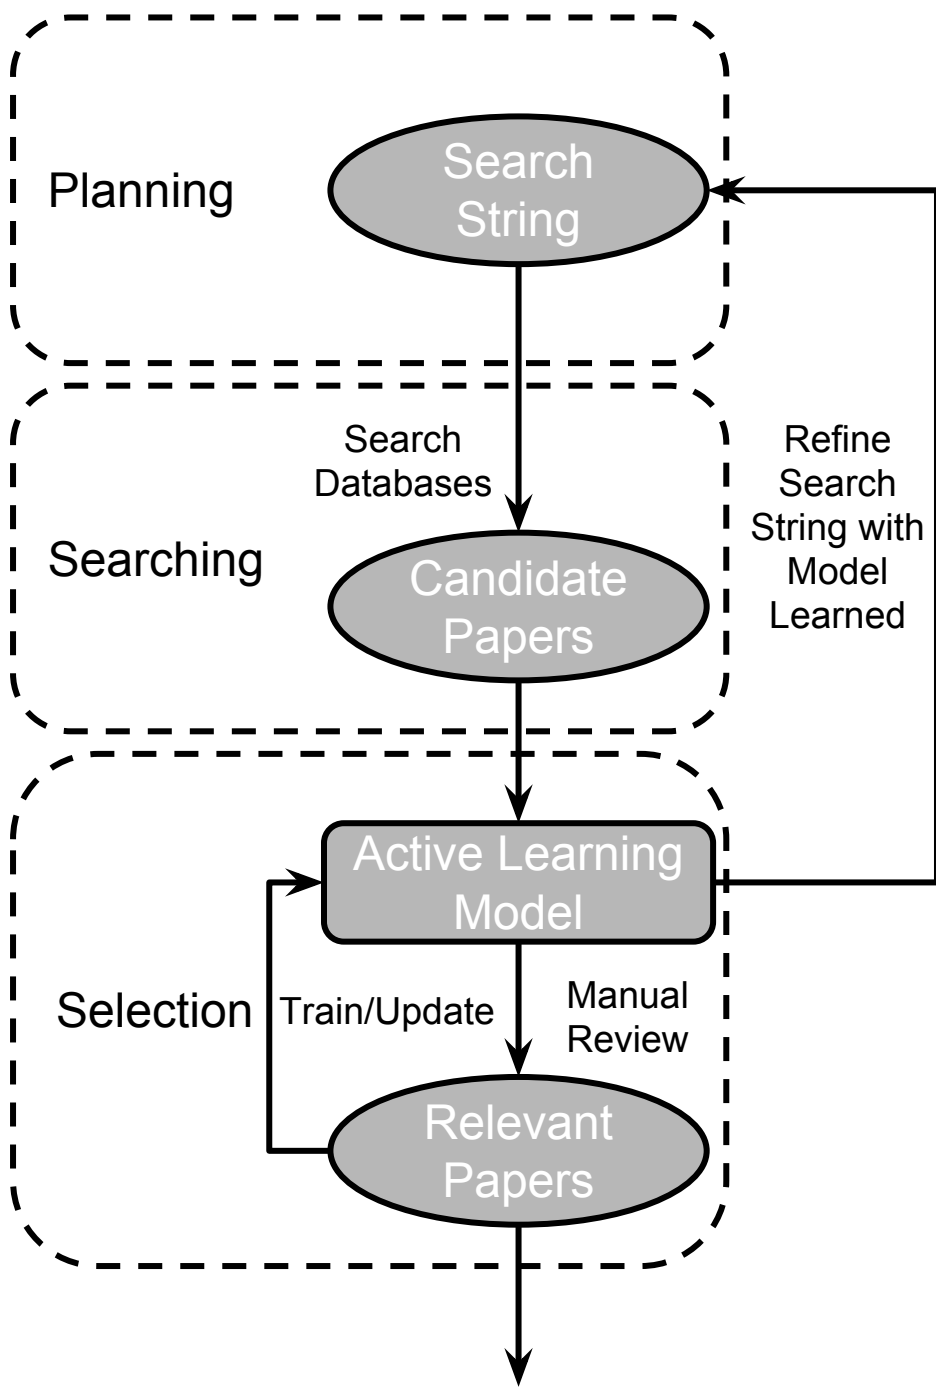 Planning
Search
String
Search
Databases
Searching
Candidate
Papers
Refine
Search
String with
Model
Learned
Active Learning
Model
Selection
Train/Update
Manual
Review
Relevant
Papers